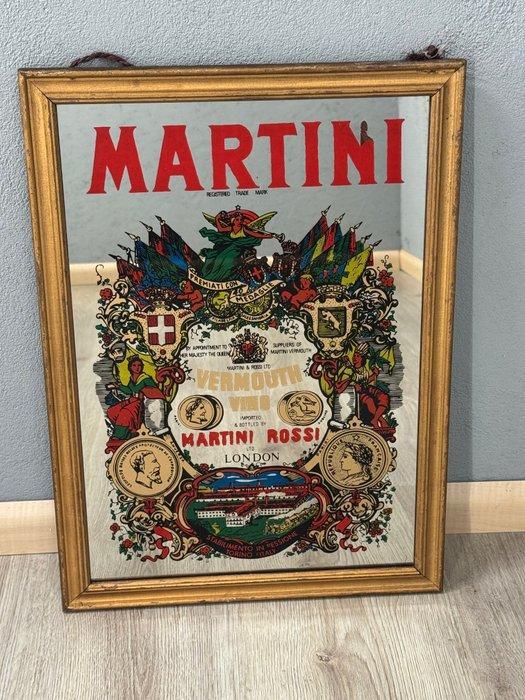 MARTINI
REGISTERED TRADE MARK
PREMIATI CON
40 MEDAGLIE
BY APPOINTMENT TO
HER MAJESTY THE QUEEN
SUPPLIERS OF
MARTINI VERMOUTH
MARTINI & ROSSI LTD
VERMOUTH
VINO
IMPORTED
& BOTTLED BY
MARTINI ROSSI
LTD
LONDON
STABILIMENTO IN PESSIONE
TORINO ITALY